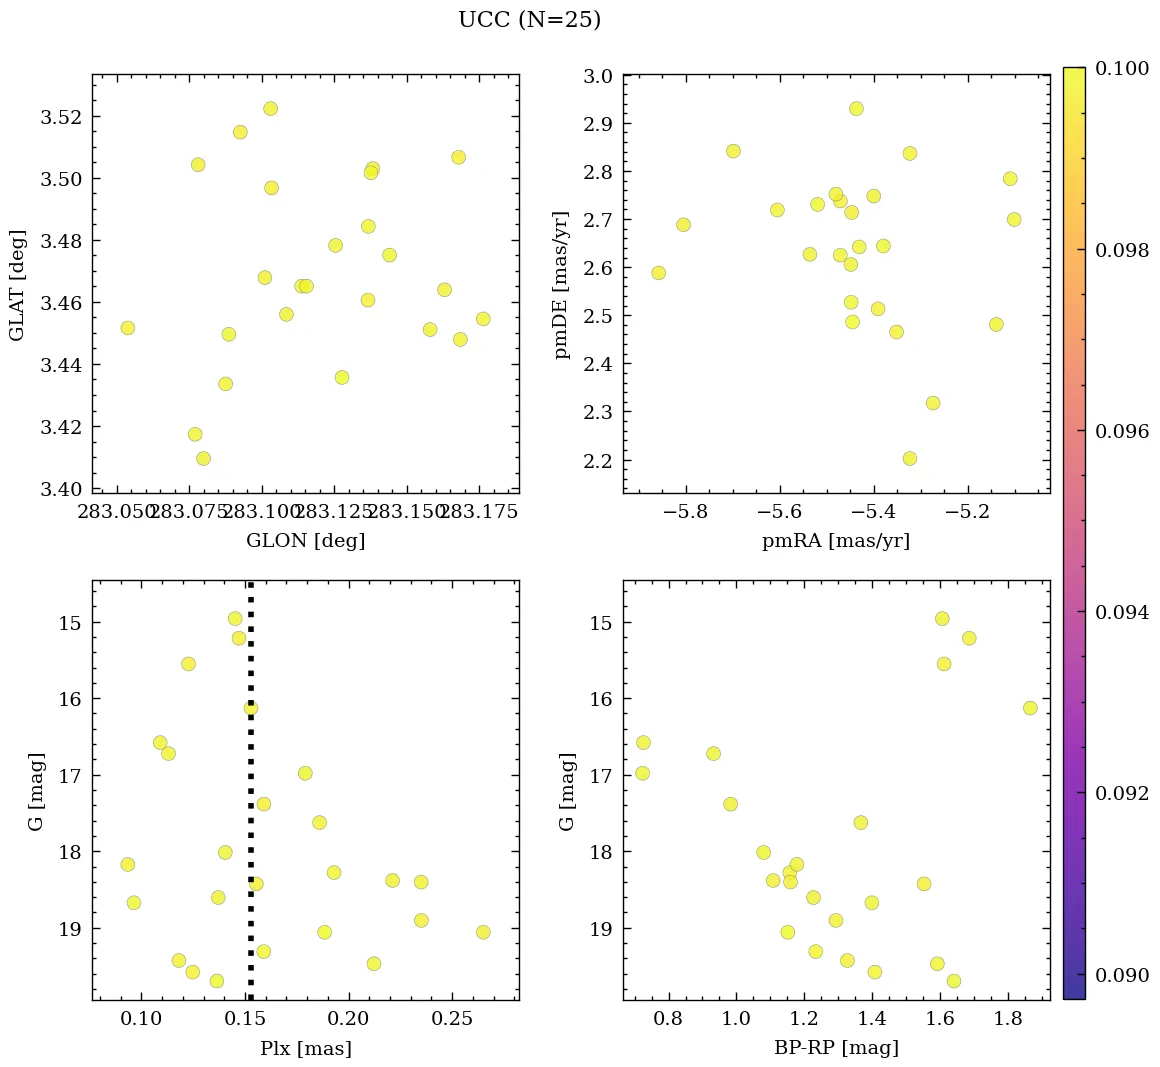 UCC (N=25)
3.52
3.50
3.48
3.46
3.44
3.42
3.40
GLAT [deg]
283.050 283.075 283.100 283.125 283.150 283.175
GLON [deg]
3.0
2.9
2.8
2.7
2.6
2.5
2.4
2.3
2.2
pmDE [mas/yr]
−5.8 −5.6 −5.4 −5.2
pmRA [mas/yr]
15
16
17
18
19
G [mag]
0.10 0.15 0.20 0.25
Plx [mas]
15
16
17
18
19
G [mag]
0.8 1.0 1.2 1.4 1.6 1.8
BP-RP [mag]
0.100
0.098
0.096
0.094
0.092
0.090